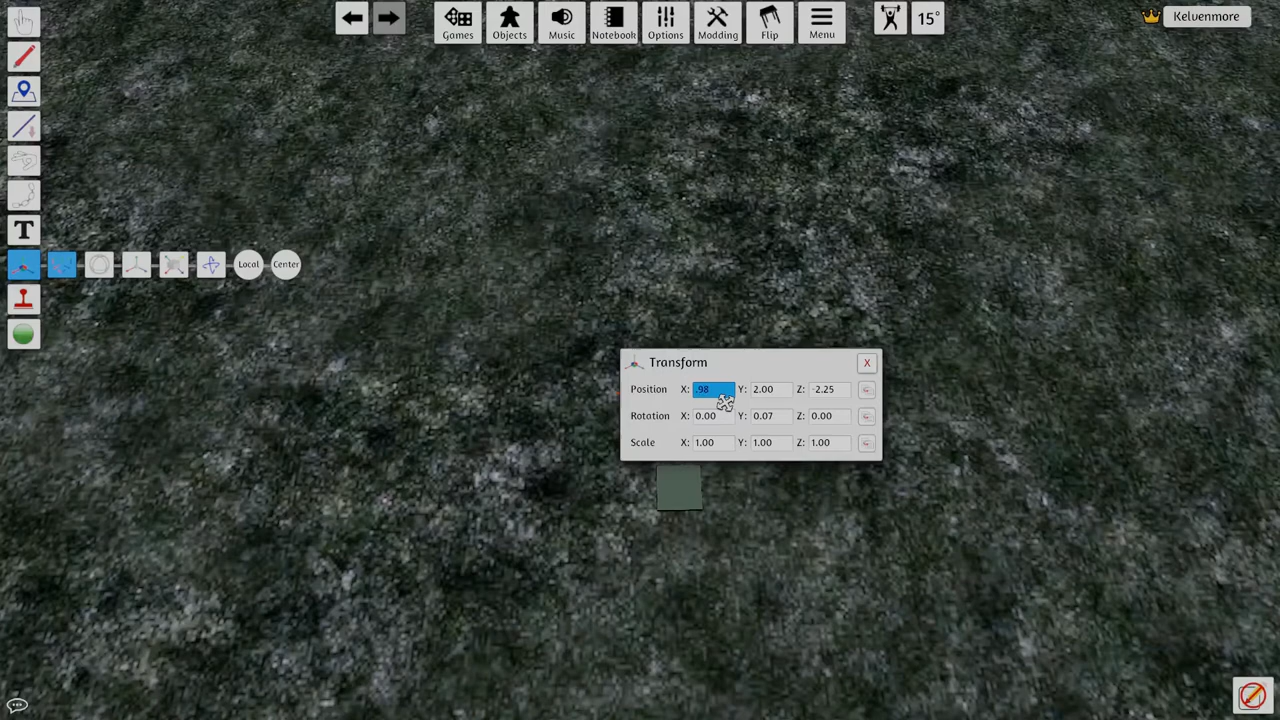 Games Objects Music Notebook Options Modding Flip Menu 15° Kelvenmore
T
Local Center
Transform X
Position X: .98 Y: 2.00 Z: -2.25
Rotation X: 0.00 Y: 0.07 Z: 0.00
Scale X: 1.00 Y: 1.00 Z: 1.00